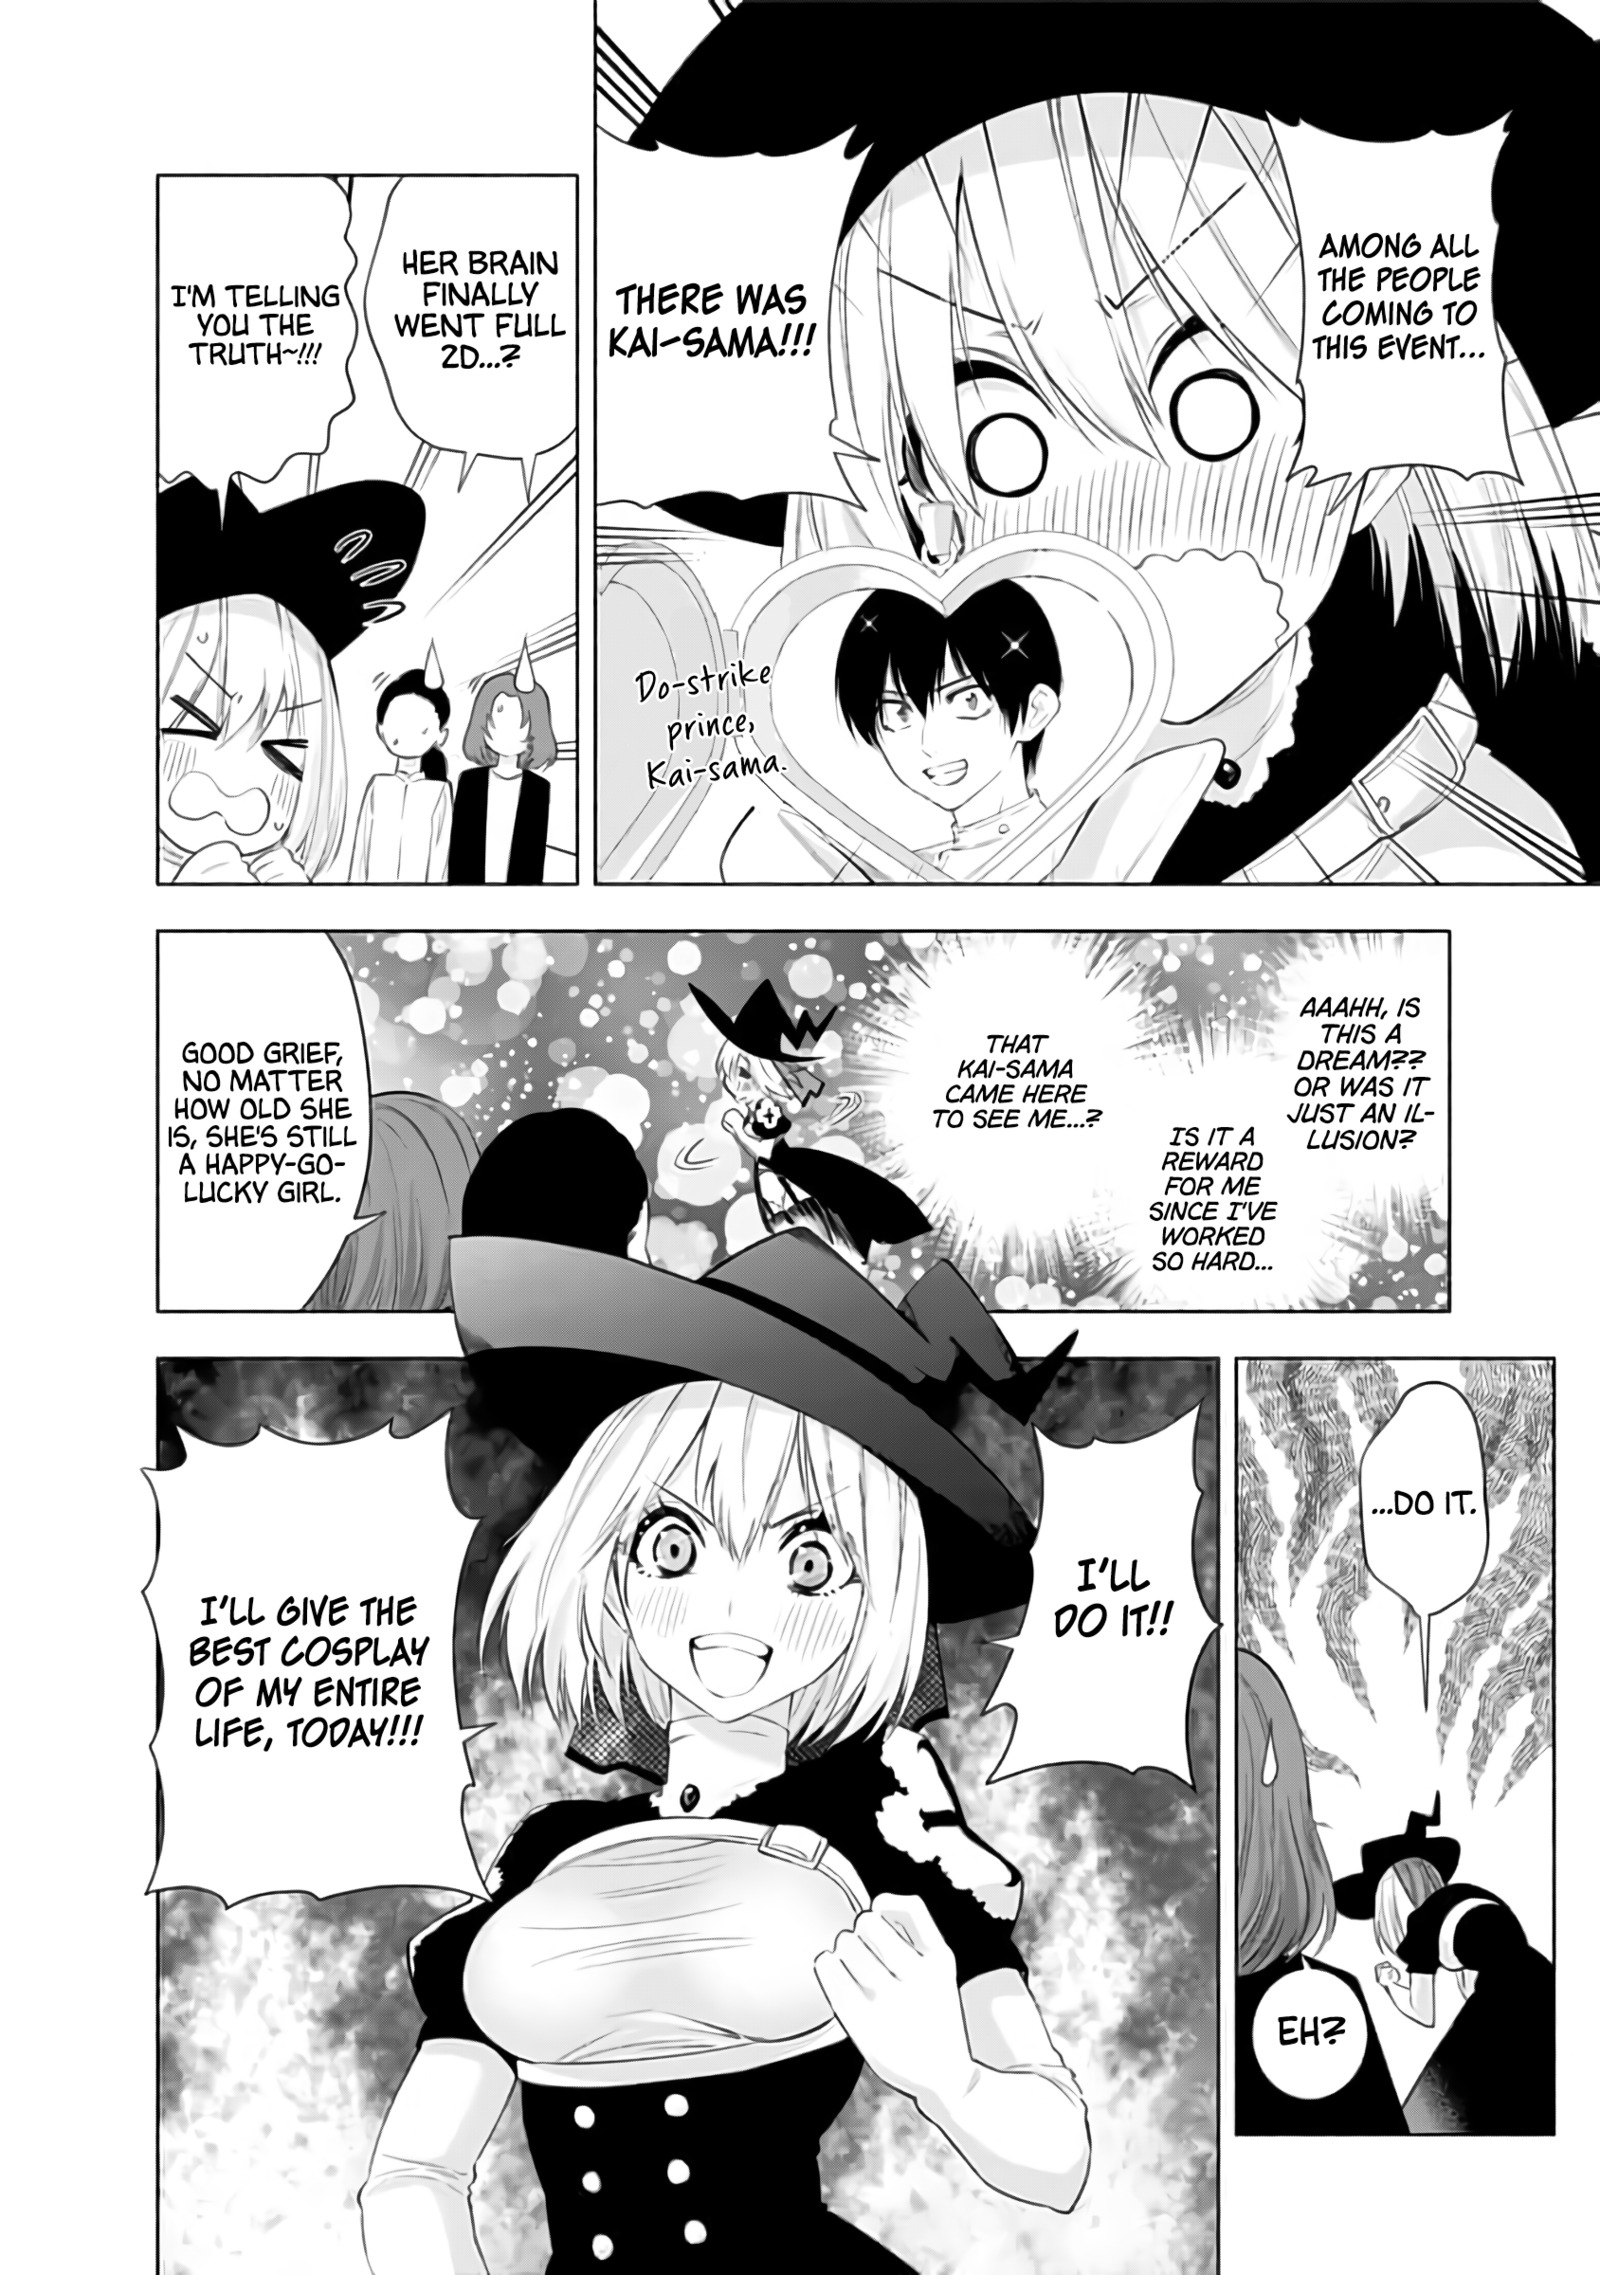 AMONG ALL
THE PEOPLE
COMING TO
THIS EVENT...
THERE WAS
KAI-SAMA!!!
Do-strike
prince,
Kai-sama.
HER BRAIN
FINALLY
WENT FULL
2D...?
I'M TELLING
YOU THE
TRUTH~!!!
AAAHH, IS
THIS A
DREAM??
OR WAS IT
JUST AN IL-
LUSION?
IS IT A
REWARD
FOR ME
SINCE I'VE
WORKED
SO HARD...
THAT
KAI-SAMA
CAME HERE
TO SEE ME...?
GOOD GRIEF,
NO MATTER
HOW OLD SHE
IS, SHE'S STILL
A HAPPY-GO-
LUCKY GIRL.
...DO IT.
EH?
I'LL
DO IT!!
I'LL GIVE THE
BEST COSPLAY
OF MY ENTIRE
LIFE, TODAY!!!